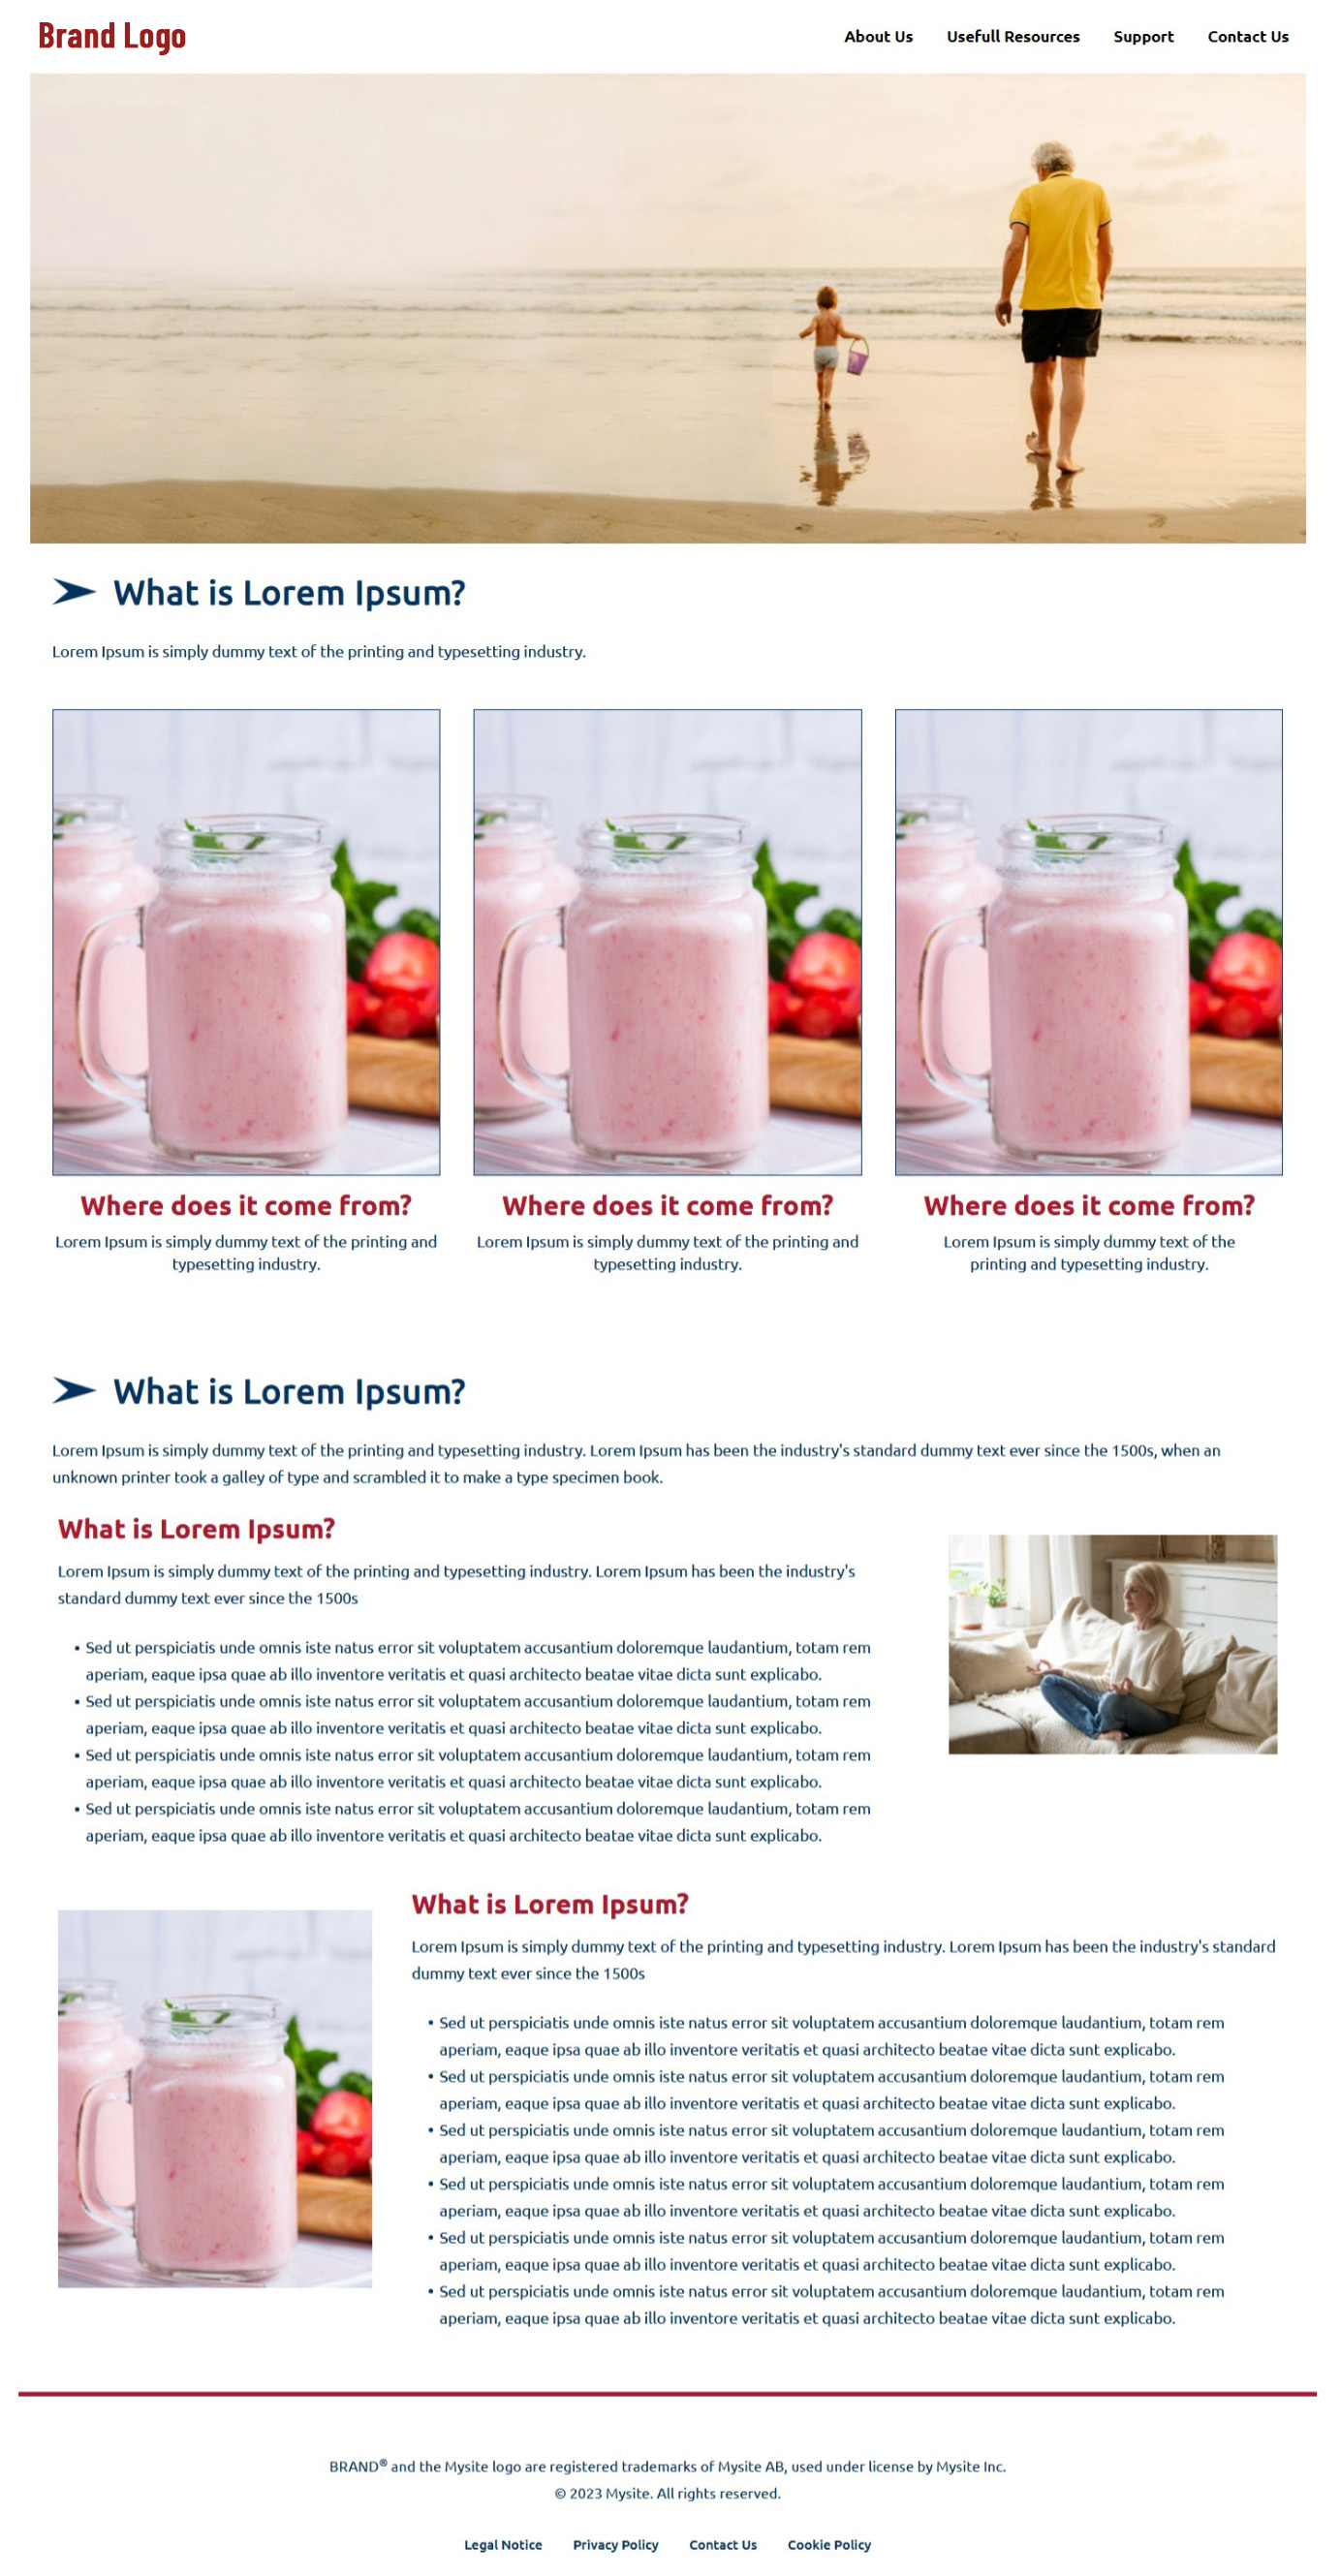 Brand Logo
About Us Usefull Resources Support Contact Us
What is Lorem Ipsum?
Lorem Ipsum is simply dummy text of the printing and typesetting industry.
Where does it come from?
Lorem Ipsum is simply dummy text of the printing and
typesetting industry.
Where does it come from?
Lorem Ipsum is simply dummy text of the printing and
typesetting industry.
Where does it come from?
Lorem Ipsum is simply dummy text of the
printing and typesetting industry.
What is Lorem Ipsum?
Lorem Ipsum is simply dummy text of the printing and typesetting industry. Lorem Ipsum has been the industry's standard dummy text ever since the 1500s, when an
unknown printer took a galley of type and scrambled it to make a type specimen book.
What is Lorem Ipsum?
Lorem Ipsum is simply dummy text of the printing and typesetting industry. Lorem Ipsum has been the industry's
standard dummy text ever since the 1500s
• Sed ut perspiciatis unde omnis iste natus error sit voluptatem accusantium doloremque laudantium, totam rem
aperiam, eaque ipsa quae ab illo inventore veritatis et quasi architecto beatae vitae dicta sunt explicabo.
• Sed ut perspiciatis unde omnis iste natus error sit voluptatem accusantium doloremque laudantium, totam rem
aperiam, eaque ipsa quae ab illo inventore veritatis et quasi architecto beatae vitae dicta sunt explicabo.
• Sed ut perspiciatis unde omnis iste natus error sit voluptatem accusantium doloremque laudantium, totam rem
aperiam, eaque ipsa quae ab illo inventore veritatis et quasi architecto beatae vitae dicta sunt explicabo.
• Sed ut perspiciatis unde omnis iste natus error sit voluptatem accusantium doloremque laudantium, totam rem
aperiam, eaque ipsa quae ab illo inventore veritatis et quasi architecto beatae vitae dicta sunt explicabo.
What is Lorem Ipsum?
Lorem Ipsum is simply dummy text of the printing and typesetting industry. Lorem Ipsum has been the industry's standard
dummy text ever since the 1500s
• Sed ut perspiciatis unde omnis iste natus error sit voluptatem accusantium doloremque laudantium, totam rem
aperiam, eaque ipsa quae ab illo inventore veritatis et quasi architecto beatae vitae dicta sunt explicabo.
• Sed ut perspiciatis unde omnis iste natus error sit voluptatem accusantium doloremque laudantium, totam rem
aperiam, eaque ipsa quae ab illo inventore veritatis et quasi architecto beatae vitae dicta sunt explicabo.
• Sed ut perspiciatis unde omnis iste natus error sit voluptatem accusantium doloremque laudantium, totam rem
aperiam, eaque ipsa quae ab illo inventore veritatis et quasi architecto beatae vitae dicta sunt explicabo.
• Sed ut perspiciatis unde omnis iste natus error sit voluptatem accusantium doloremque laudantium, totam rem
aperiam, eaque ipsa quae ab illo inventore veritatis et quasi architecto beatae vitae dicta sunt explicabo.
• Sed ut perspiciatis unde omnis iste natus error sit voluptatem accusantium doloremque laudantium, totam rem
aperiam, eaque ipsa quae ab illo inventore veritatis et quasi architecto beatae vitae dicta sunt explicabo.
• Sed ut perspiciatis unde omnis iste natus error sit voluptatem accusantium doloremque laudantium, totam rem
aperiam, eaque ipsa quae ab illo inventore veritatis et quasi architecto beatae vitae dicta sunt explicabo.
BRAND® and the Mysite logo are registered trademarks of Mysite AB, used under license by Mysite Inc.
© 2023 Mysite. All rights reserved.
Legal Notice Privacy Policy Contact Us Cookie Policy